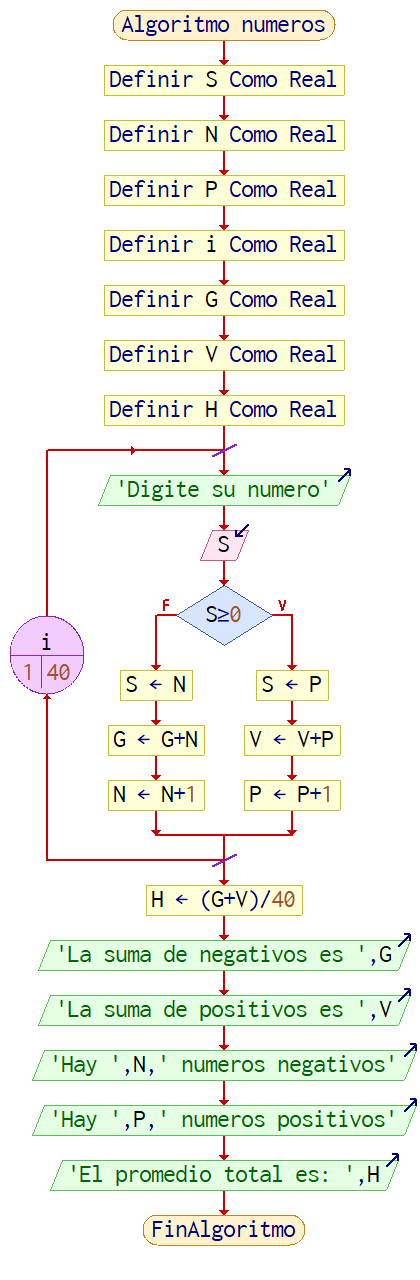 Algoritmo numeros
Definir S Como Real
Definir N Como Real
Definir P Como Real
Definir i Como Real
Definir G Como Real
Definir V Como Real
Definir H Como Real
'Digite su numero'
S
F
S≥0
V
i
1 40
S ← N
S ← P
G ← G+N
V ← V+P
N ← N+1
P ← P+1
H ← (G+V)/40
'La suma de negativos es ',G
'La suma de positivos es ',V
'Hay ',N,' numeros negativos'
'Hay ',P,' numeros positivos'
'El promedio total es: ',H
FinAlgoritmo